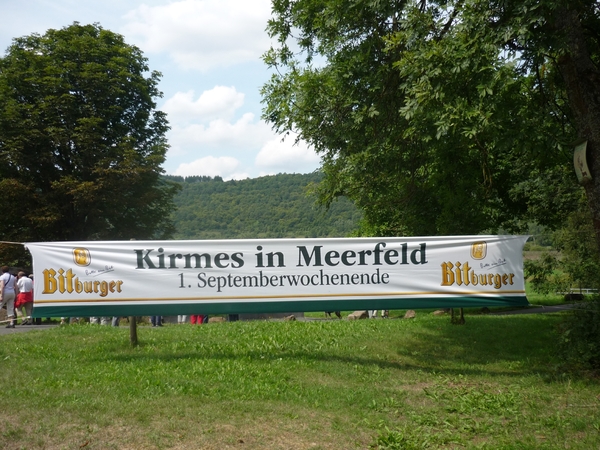 Kirmes in Meerfeld
1. Septemberwochenende
Bitburger
Bitburger